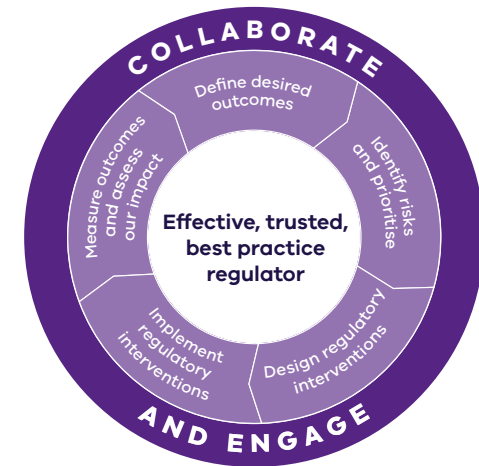 COLLABORATE
Define desired
outcomes
Identify risks
and prioritise
Design regulatory
interventions
Implement
regulatory
interventions
Measure outcomes
and assess
our impact
Effective, trusted,
best practice
regulator
AND ENGAGE